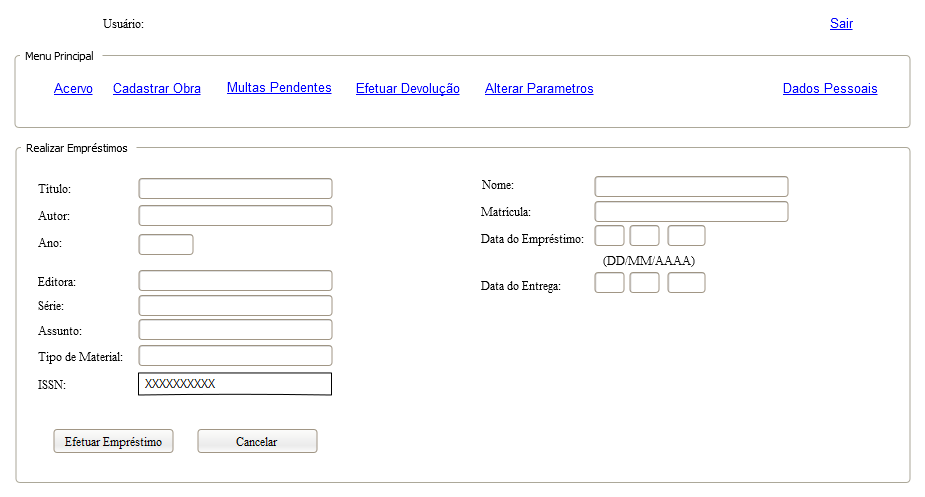 Usuário:
Sair
Menu Principal
Acervo Cadastrar Obra Multas Pendentes Efetuar Devolução Alterar Parametros Dados Pessoais
Realizar Empréstimos
Titulo:
Autor:
Ano:
Editora:
Série:
Assunto:
Tipo de Material:
ISSN: XXXXXXXXXX
Nome:
Matrícula:
Data do Empréstimo:
(DD/MM/AAAA)
Data do Entrega:
Efetuar Empréstimo Cancelar